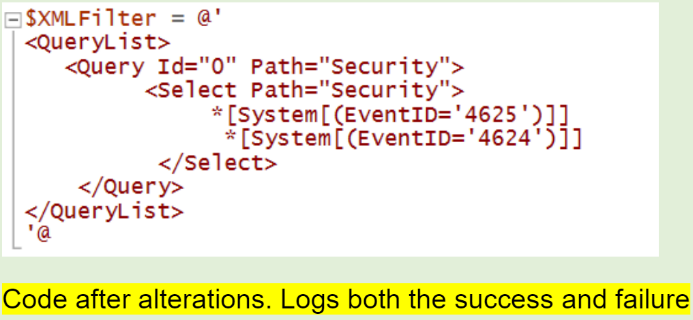 $XMLFilter = @'
<QueryList>
<Query Id="0" Path="Security">
<Select Path="Security">
*[System[(EventID='4625')]]
*[System[(EventID='4624')]]
</Select>
</Query>
</QueryList>
'@
Code after alterations. Logs both the success and failure